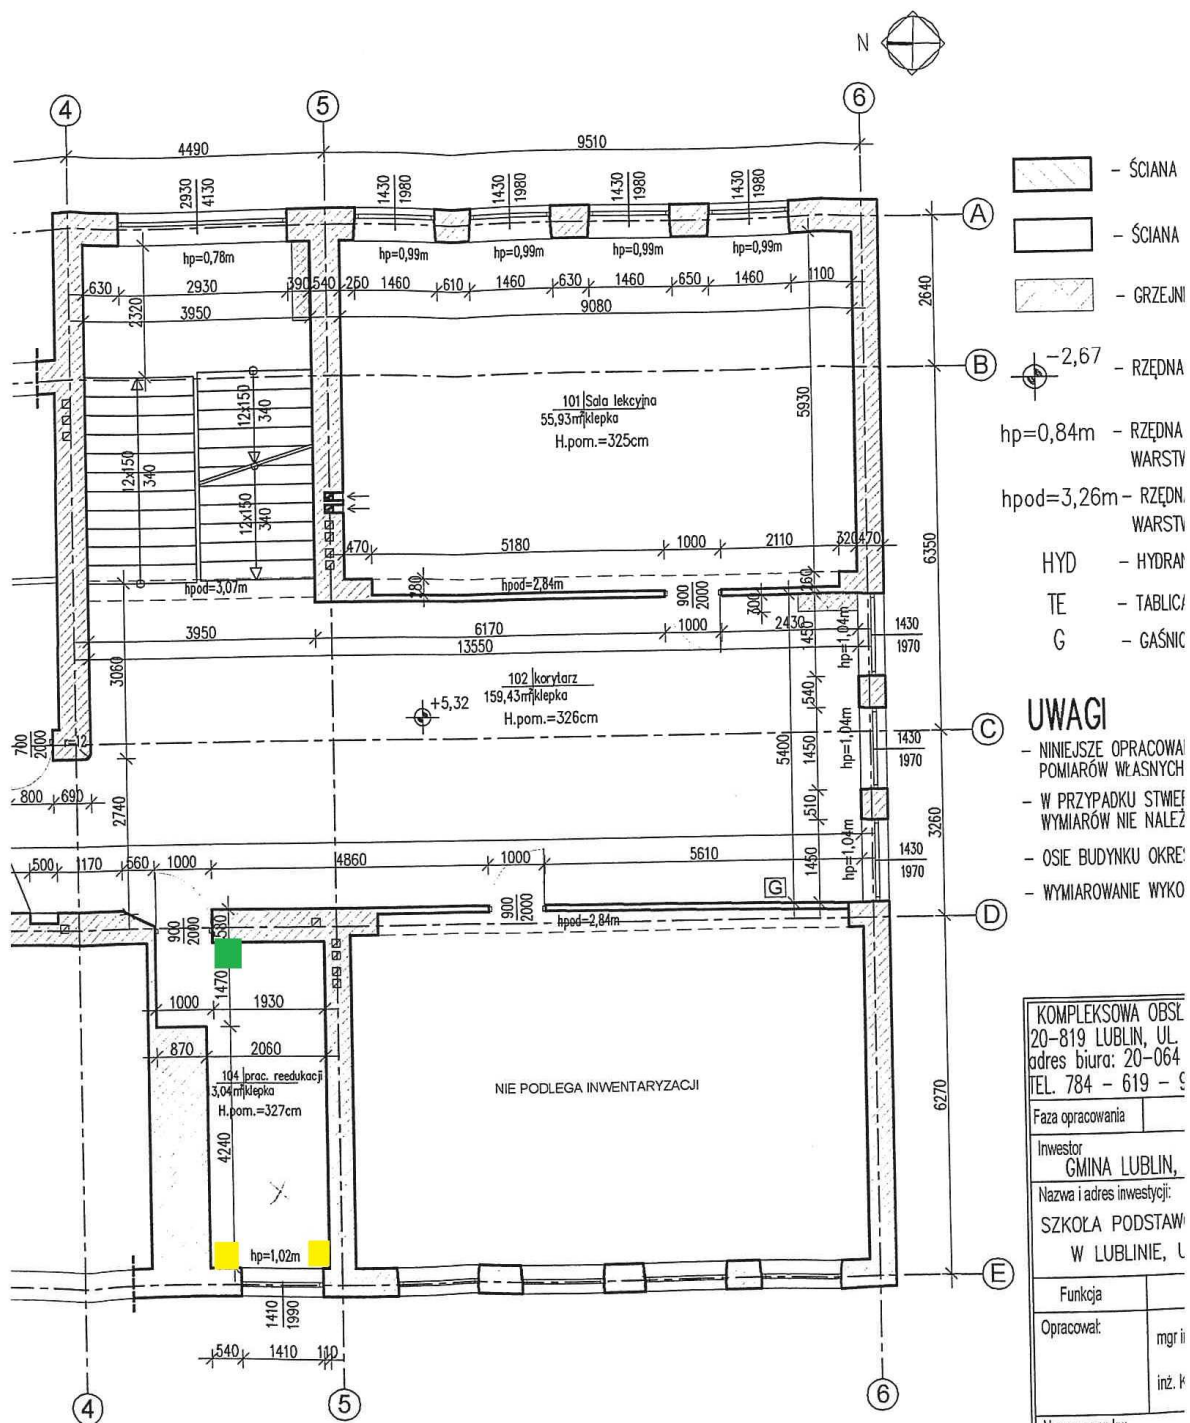 N
4
5
6
4490
9510
2930
4130
1430
1980
1430
1980
1430
1980
1430
1980
A
hp=0,78m
hp=0,99m
hp=0,99m
hp=0,99m
hp=0,99m
630
2930
390
540
260
1460
610
1460
630
1460
650
1460
1100
2320
3950
9080
2640
B
101 Sala lekcyjna
55,93m² klepka
H.pom.=325cm
5930
12x150
340
12x150
340
12x150
340
470
5180
1000
2110
320
470
6350
hpod=3,07m
280
hpod=2,84m
900
2000
300
260
3950
6170
1000
2430
1450
hp=1,04m
1430
1970
13550
3060
102 korytarz
159,43m² klepka
H.pom.=326cm
+5,32
540
C
700
2000
5400
1450
hp=1,04m
1430
1970
800
690
2740
510
3260
500
1170
560
1000
4860
1000
5610
1450
hp=1,04m
1430
1970
G
900
2000
580
900
2000
hpod=2,84m
D
1470
1000
1930
870
2060
104 prac. reedukacji
3,04m² klepka
H.pom.=327cm
4240
NIE PODLEGA INWENTARYZACJI
6270
hp=1,02m
E
1410
1990
540
1410
110
4
5
6
– ŚCIANA
– ŚCIANA
– GRZEJNI
−2,67 – RZĘDNA
hp=0,84m – RZĘDNA
WARSTW
hpod=3,26m – RZĘDN
WARSTW
HYD – HYDRAN
TE – TABLICA
G – GAŚNIC
UWAGI
– NINIEJSZE OPRACOWA
POMIARÓW WŁASNYCH
– W PRZYPADKU STWIER
WYMIARÓW NIE NALEŻ
– OSIE BUDYNKU OKRES
– WYMIAROWANIE WYKO
KOMPLEKSOWA OBSŁ
20-819 LUBLIN, UL.
adres biura: 20-064
TEL. 784 – 619 – 9
Faza opracowania
Inwestor
GMINA LUBLIN,
Nazwa i adres inwestycji:
SZKOŁA PODSTAW
W LUBLINIE, U
Funkcja
Opracował:
mgr i
inż. K